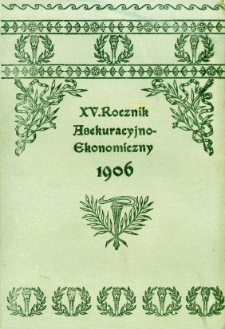 XV. Rocznik
Asekuracyjno-
Ekonomiczny
1906